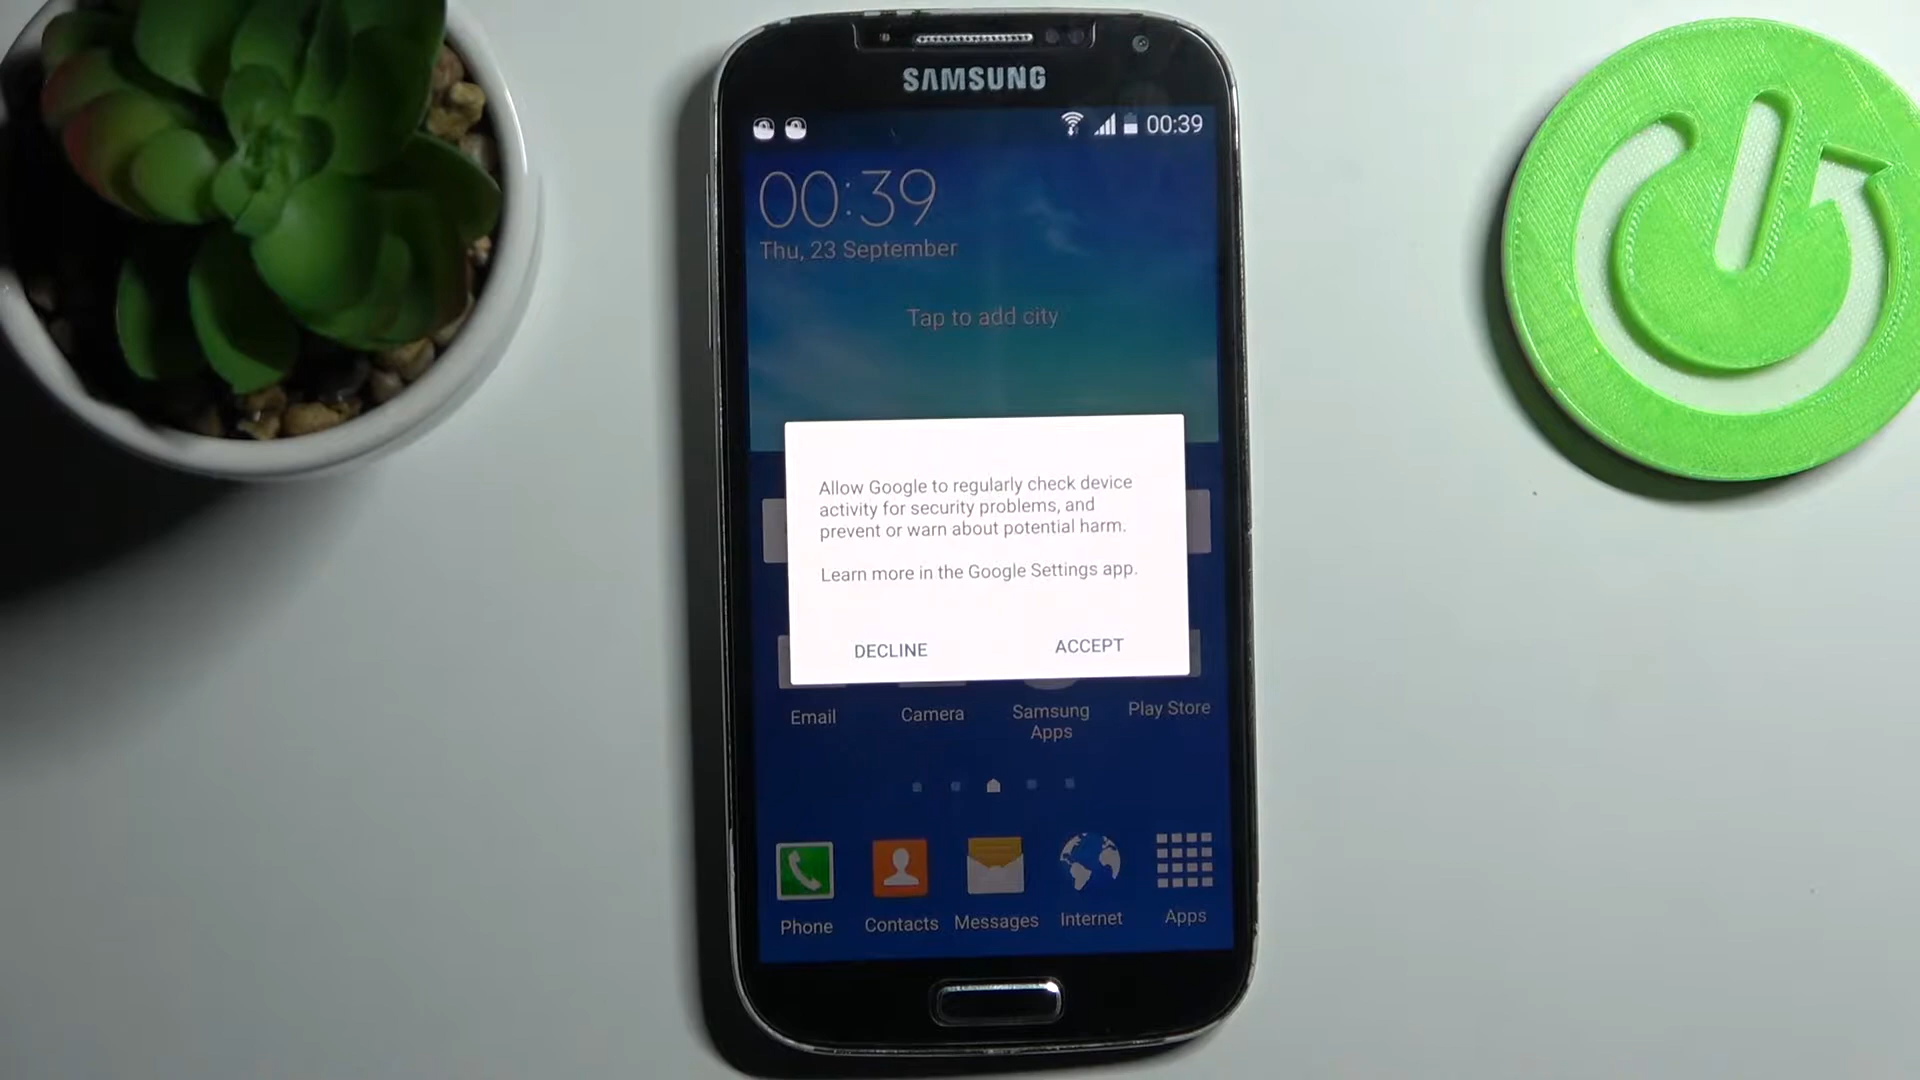 SAMSUNG
00:39
00:39
Thu, 23 September
Tap to add city
Allow Google to regularly check device
activity for security problems, and
prevent or warn about potential harm.
Learn more in the Google Settings app.
DECLINE
ACCEPT
Email
Camera
Samsung
Apps
Play Store
Phone
Contacts
Messages
Internet
Apps